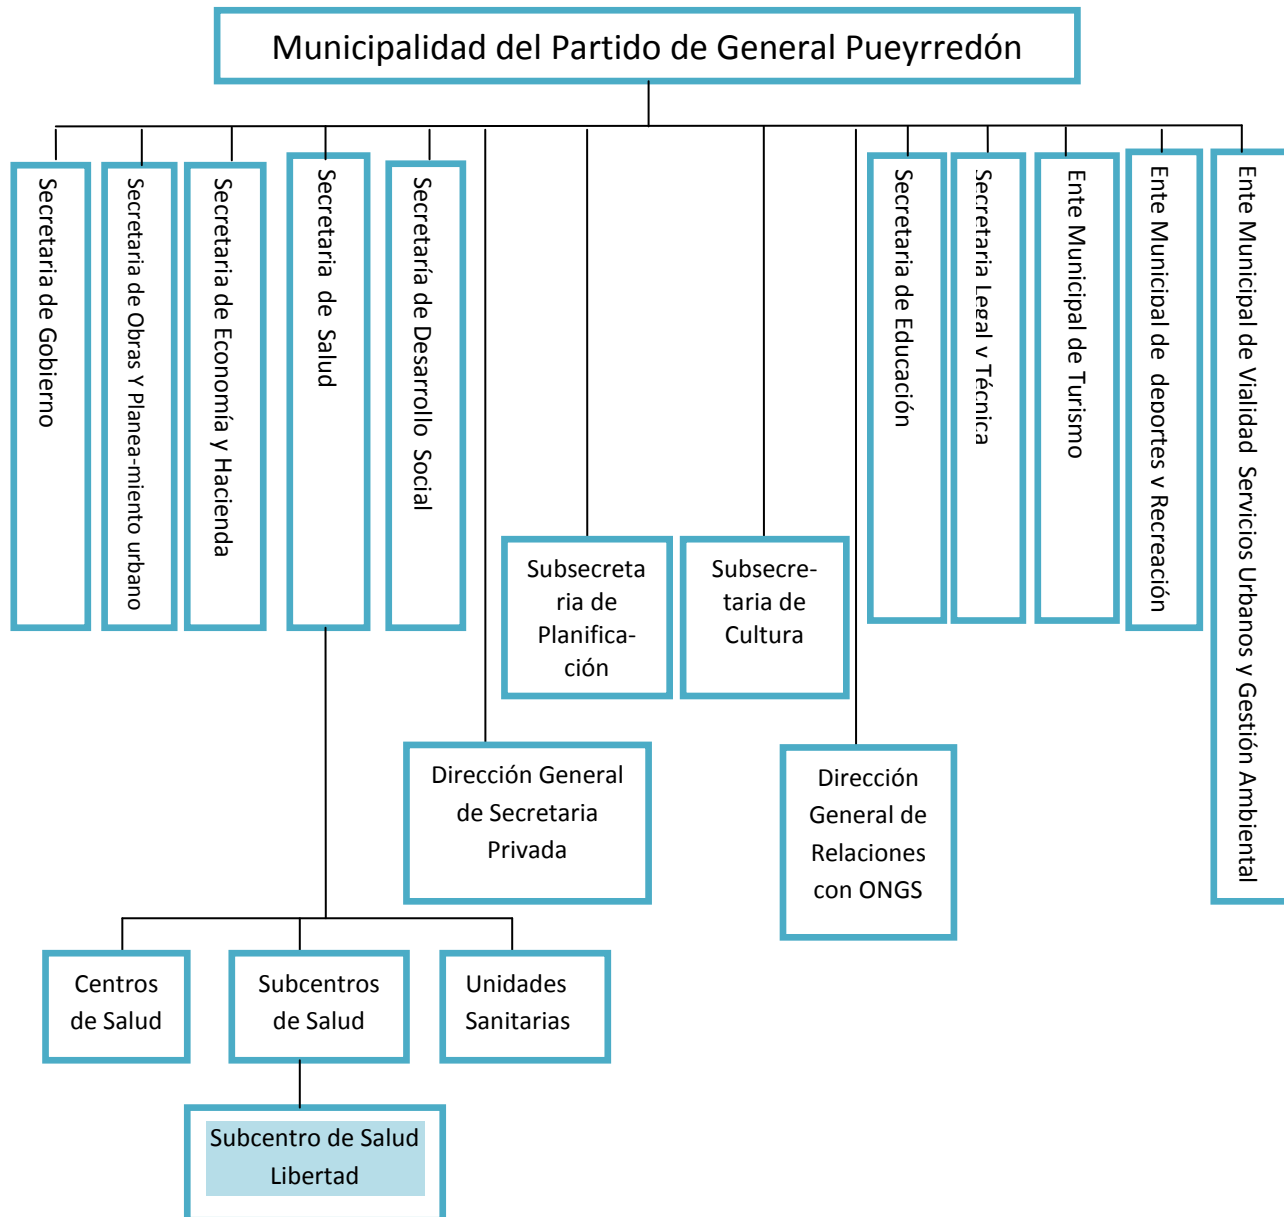 Municipalidad del Partido de General Pueyrredón
Secretaria de Gobierno
Secretaria de Obras Y Planea-miento urbano
Secretaria de Economía y Hacienda
Secretaria de Salud
Secretaría de Desarrollo Social
Secretaria de Educación
Secretaria Legal y Técnica
Ente Municipal de Turismo
Ente Municipal de deportes y Recreación
Ente Municipal de Vialidad Servicios Urbanos y Gestión Ambiental
Subsecreta
ria de
Planifica-
ción
Subsecre-
taria de
Cultura
Dirección General
de Secretaria
Privada
Dirección
General de
Relaciones
con ONGS
Centros
de Salud
Subcentros
de Salud
Unidades
Sanitarias
Subcentro de Salud
Libertad